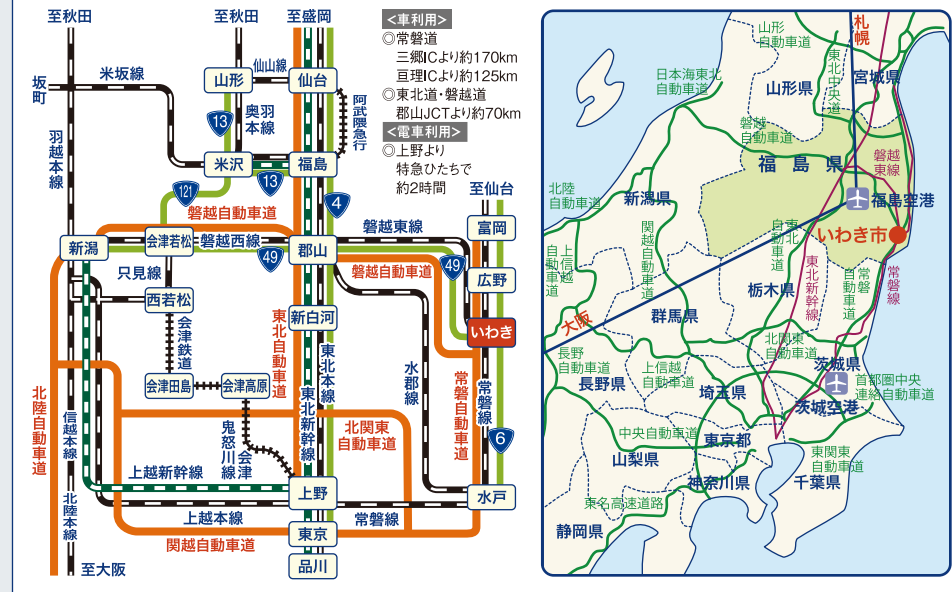 至秋田
至秋田
至盛岡
<車利用>
◎常磐道
三郷ICより約170km
亘理ICより約125km
◎東北道・磐越道
郡山JCTより約70km
<電車利用>
◎上野より
特急ひたちで
約2時間
坂町
米坂線
山形
仙山線
仙台
13
奥羽本線
阿武隈急行
羽越本線
米沢
福島
13
121
4
至仙台
磐越自動車道
富岡
新潟
会津若松
磐越西線
郡山
磐越東線
49
磐越自動車道
49
広野
只見線
西若松
新白河
いわき
会津鉄道
東北自動車道
東北本線
水郡線
会津田島
会津高原
常磐自動車道
常磐線
北陸自動車道
信越本線
鬼怒川線
会津
東北新幹線
北関東
自動車道
6
上越新幹線
上野
水戸
北陸本線
上越本線
常磐線
関越自動車道
東京
至大阪
品川
山形
自動車道
札幌
東北中央道
宮城県
日本海東北
自動車道
山形県
磐越
自動車道
福島県
磐越東線
北陸
自動車道
新潟県
福島空港
関越自動車道
東北
自動車道
いわき市
上信越
自動車道
東北新幹線
常磐
自動車道
常磐線
栃木県
大阪
群馬県
北関東
自動車道
長野
自動車道
上信越
自動車道
茨城県
長野県
埼玉県
首都圏中央
連絡自動車道
茨城空港
中央自動車道
東京都
山梨県
東関東
自動車道
神奈川県
千葉県
東名高速道路
静岡県